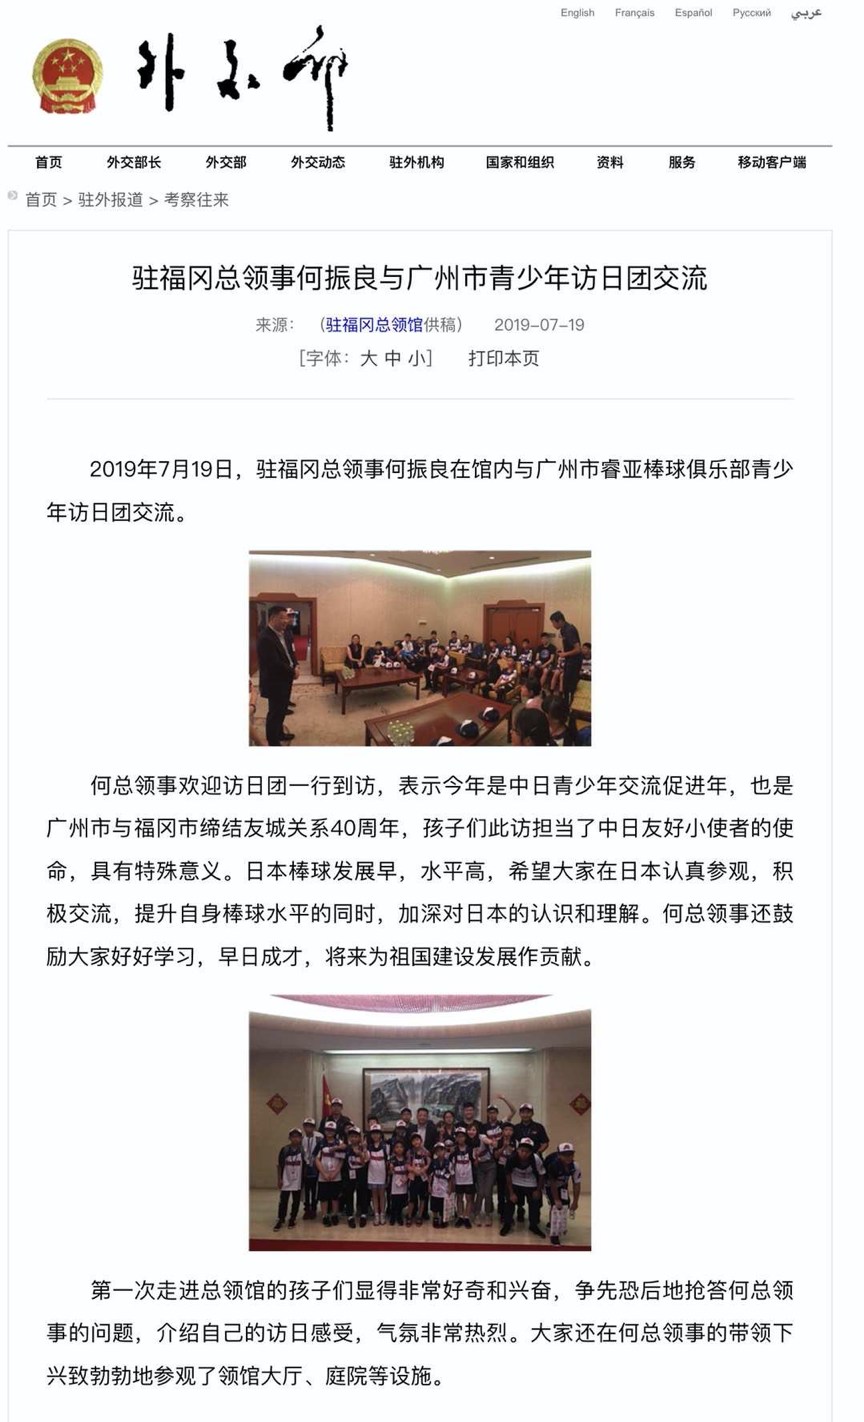 English Français Español Русский عربي
外交部
首页 外交部长 外交部 外交动态 驻外机构 国家和组织 资料 服务 移动客户端
首页 > 驻外报道 > 考察往来
驻福冈总领事何振良与广州市青少年访日团交流
来源： （驻福冈总领馆供稿） 2019-07-19
[字体：大 中 小] 打印本页
2019年7月19日，驻福冈总领事何振良在馆内与广州市睿亚棒球俱乐部青少
年访日团交流。
何总领事欢迎访日团一行到访，表示今年是中日青少年交流促进年，也是
广州市与福冈市缔结友城关系40周年，孩子们此访担当了中日友好小使者的使
命，具有特殊意义。日本棒球发展早，水平高，希望大家在日本认真参观，积
极交流，提升自身棒球水平的同时，加深对日本的认识和理解。何总领事还鼓
励大家好好学习，早日成才，将来为祖国建设发展作贡献。
第一次走进总领馆的孩子们显得非常好奇和兴奋，争先恐后地抢答何总领
事的问题，介绍自己的访日感受，气氛非常热烈。大家还在何总领事的带领下
兴致勃勃地参观了领馆大厅、庭院等设施。